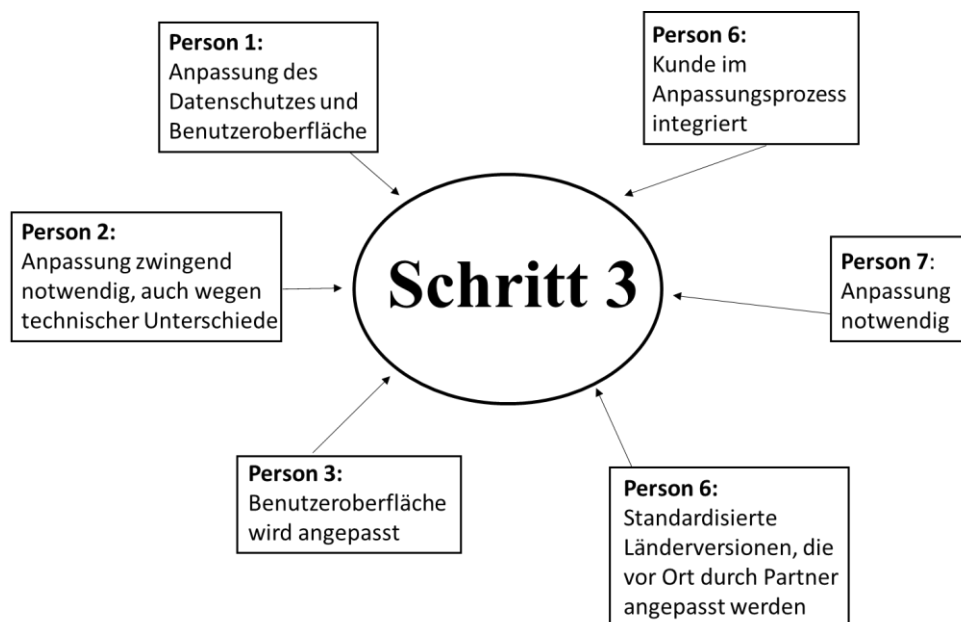 Person 1:
Anpassung des
Datenschutzes und
Benutzeroberfläche
Person 6:
Kunde im
Anpassungsprozess
integriert
Person 2:
Anpassung zwingend
notwendig, auch wegen
technischer Unterschiede
Schritt 3
Person 7:
Anpassung
notwendig
Person 3:
Benutzeroberfläche
wird angepasst
Person 6:
Standardisierte
Länderversionen, die
vor Ort durch Partner
angepasst werden